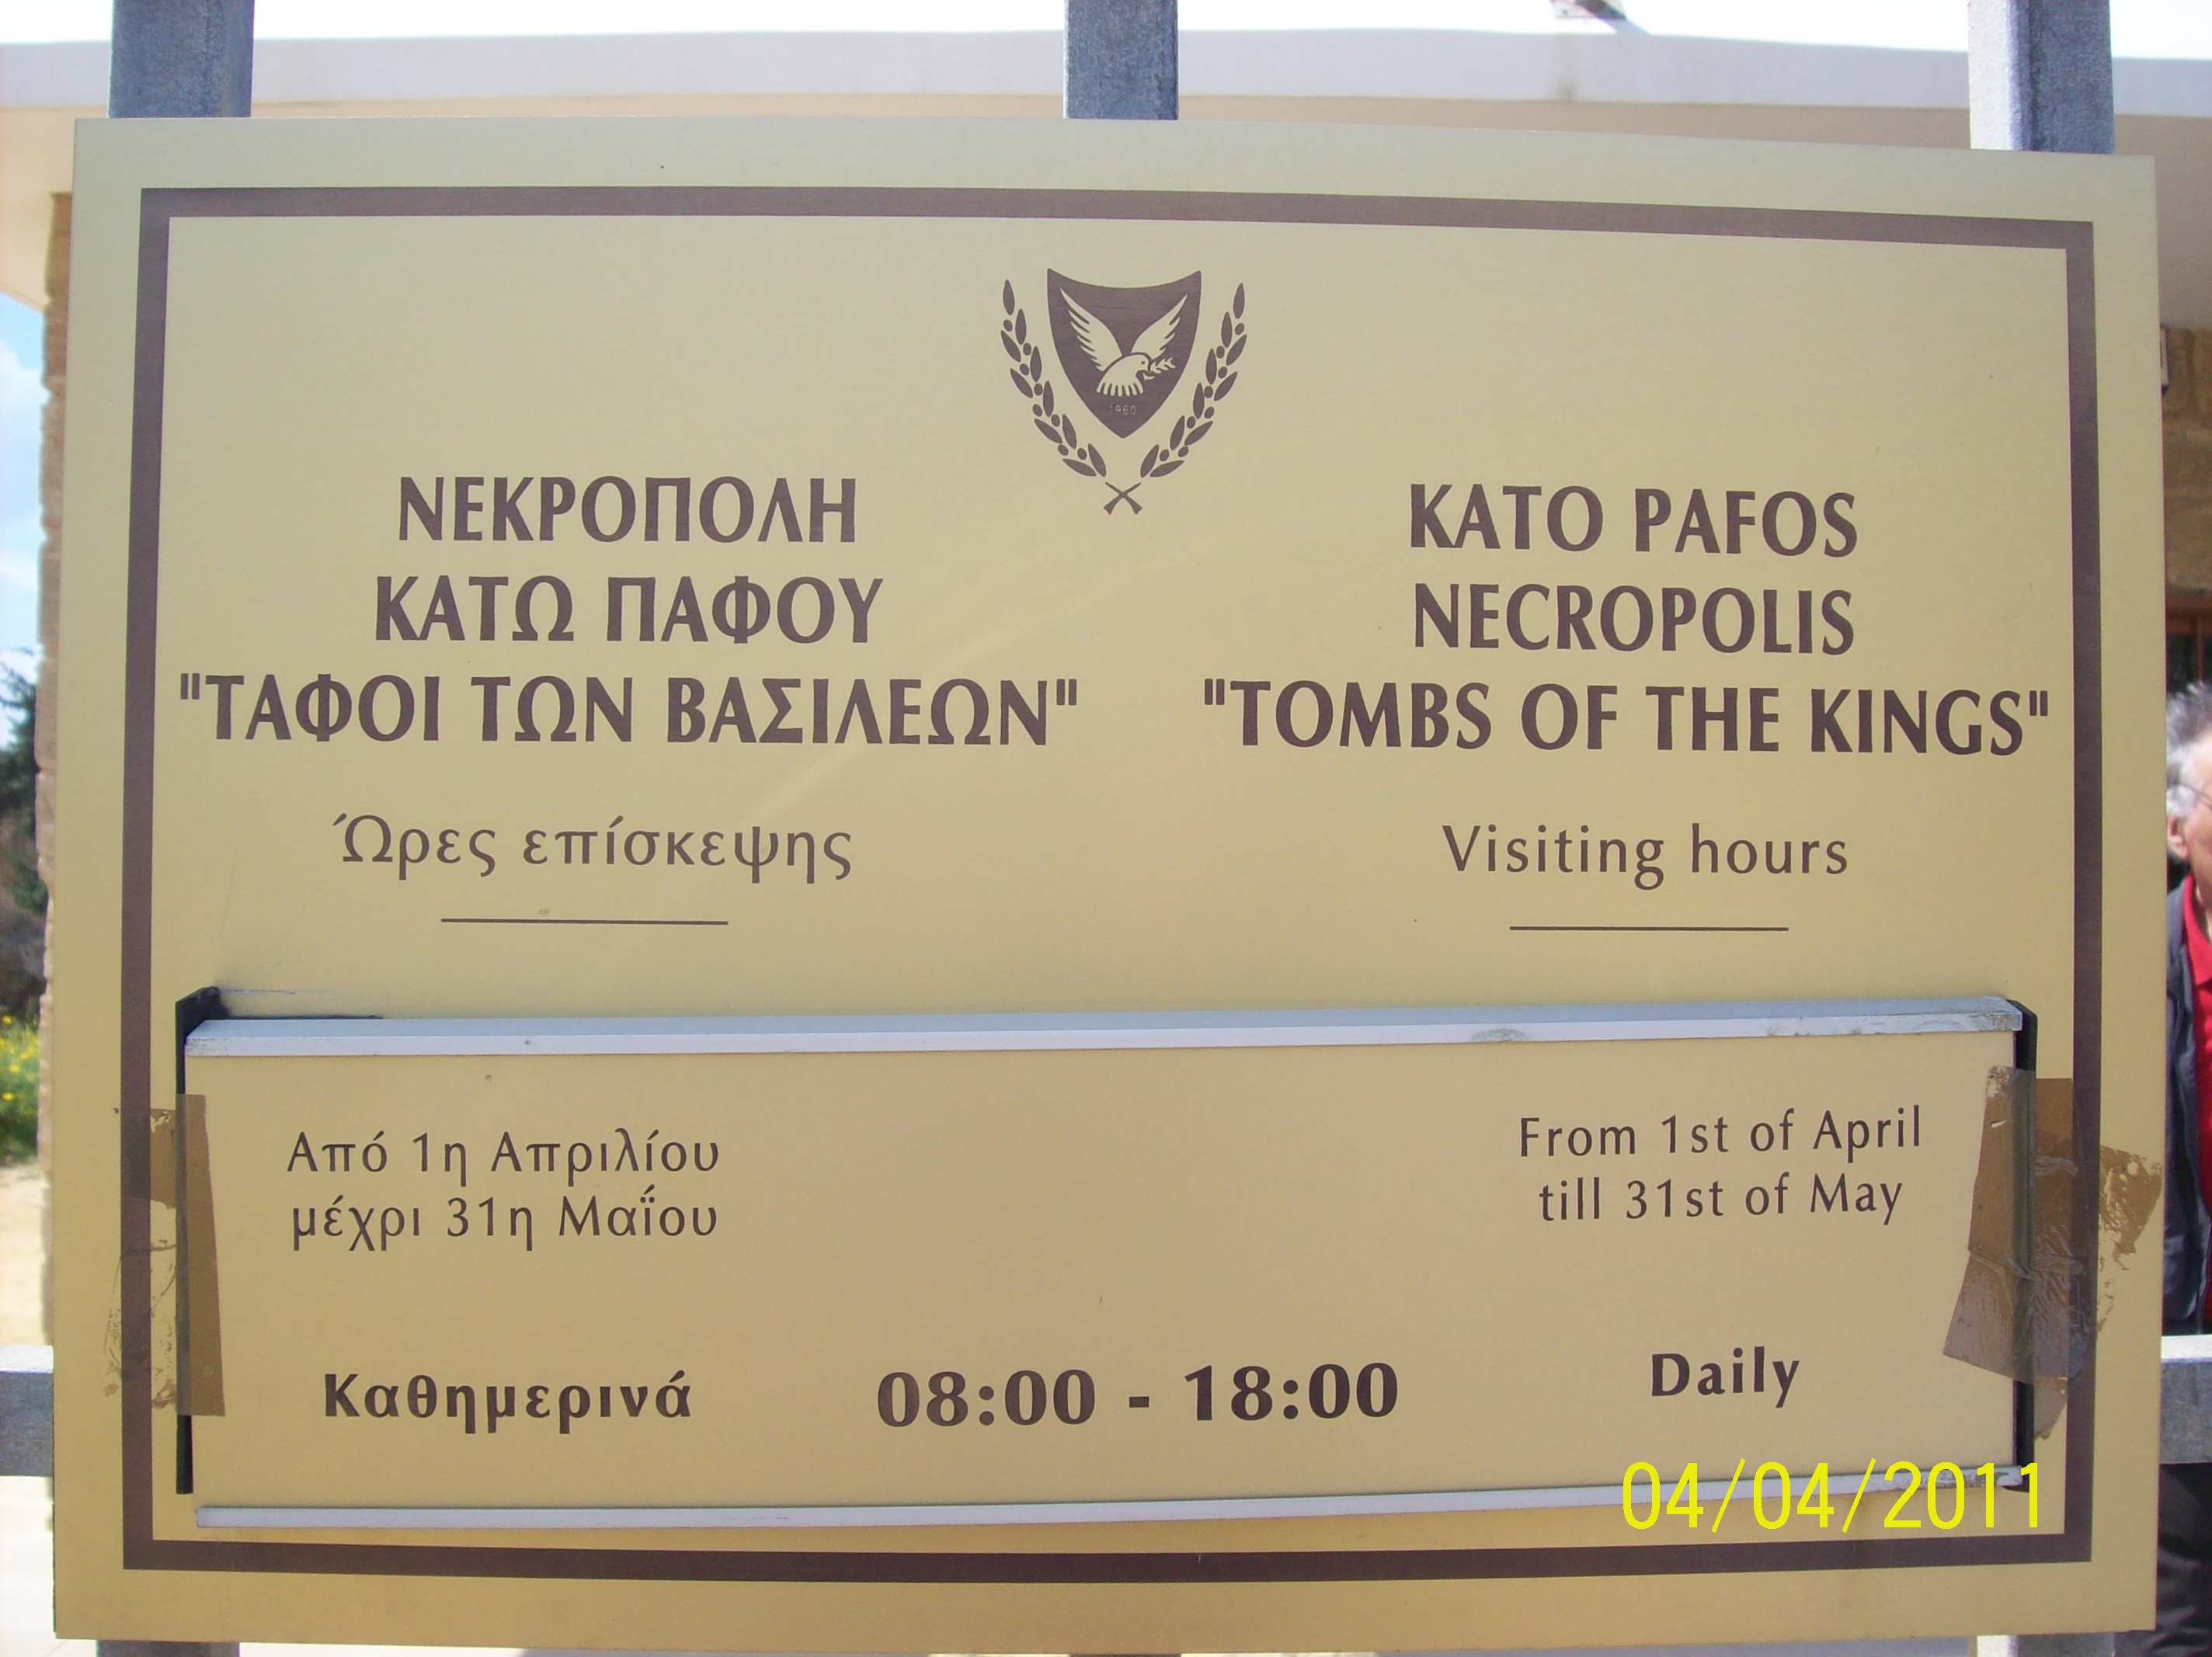 1960
ΝΕΚΡΟΠΟΛΗ
ΚΑΤΩ ΠΑΦΟΥ
"ΤΑΦΟΙ ΤΩΝ ΒΑΣΙΛΕΩΝ"
Ώρες επίσκεψης
KATO PAFOS
NECROPOLIS
"TOMBS OF THE KINGS"
Visiting hours
Από 1η Απριλίου
μέχρι 31η Μαΐου
From 1st of April
till 31st of May
Καθημερινά 08:00 - 18:00 Daily
04/04/2011